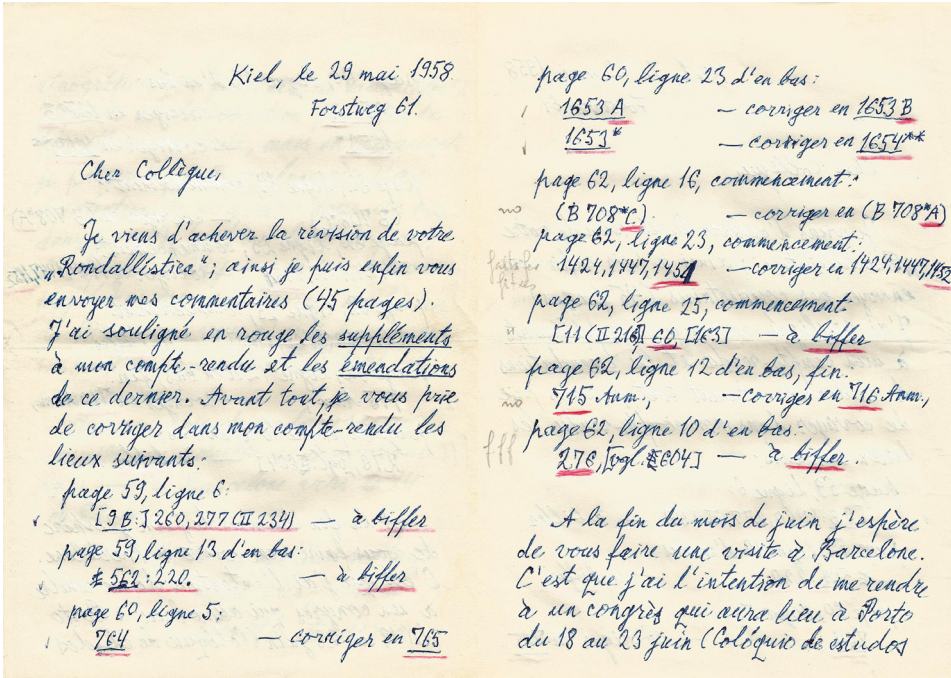 Kiel, le 29 mai 1958.
Forstweg 61.
Cher Collègue,
Je viens d'achever la révision de votre
„Rondallística"; ainsi je puis enfin vous
envoyer mes commentaires (45 pages).
J'ai souligné en rouge les suppléments
à mon compte-rendu et les émendations
de ce dernier. Avant tout, je vous prie
de corriger dans mon compte-rendu les
lieux suivants:
page 59, ligne 6:
[9 B:] 260, 277 (II 234) — à biffer
page 59, ligne 13 d'en bas:
562: 220. — à biffer
page 60, ligne 5:
764 — corriger en 765
page 60, ligne 23 d'en bas:
1653 A — corriger en 1653 B
1653* — corriger en 1654**
page 62, ligne 16, commencement:
no (B 708*C) — corriger en (B 708*A)
page 62, ligne 23, commencement:
1424, 1447, 1451 — corriger en 1424, 1447, 1452
page 62, ligne 25, commencement
[11 (II 216] 60, [163] — à biffer
page 62, ligne 12 d'en bas, fin:
no 715 Anm., — corriger en 716 Anm.,
page 62, ligne 10 d'en bas:
276, [vgl. 604] — à biffer.
A la fin du mois de juin j'espère
de vous faire une visite à Barcelone.
C'est que j'ai l'intention de me rendre
à un congrès qui aura lieu à Porto
du 18 au 23 juin (Colóquio de estudos